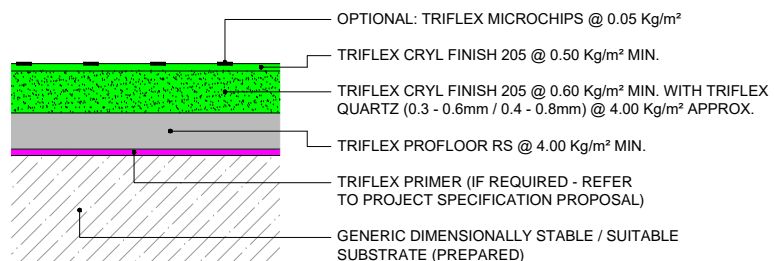 OPTIONAL: TRIFLEX MICROCHIPS @ 0.05 Kg/m²
TRIFLEX CRYL FINISH 205 @ 0.50 Kg/m² MIN.
TRIFLEX CRYL FINISH 205 @ 0.60 Kg/m² MIN. WITH TRIFLEX
QUARTZ (0.3 - 0.6mm / 0.4 - 0.8mm) @ 4.00 Kg/m² APPROX.
TRIFLEX PROFLOOR RS @ 4.00 Kg/m² MIN.
TRIFLEX PRIMER (IF REQUIRED - REFER
TO PROJECT SPECIFICATION PROPOSAL)
GENERIC DIMENSIONALLY STABLE / SUITABLE
SUBSTRATE (PREPARED)